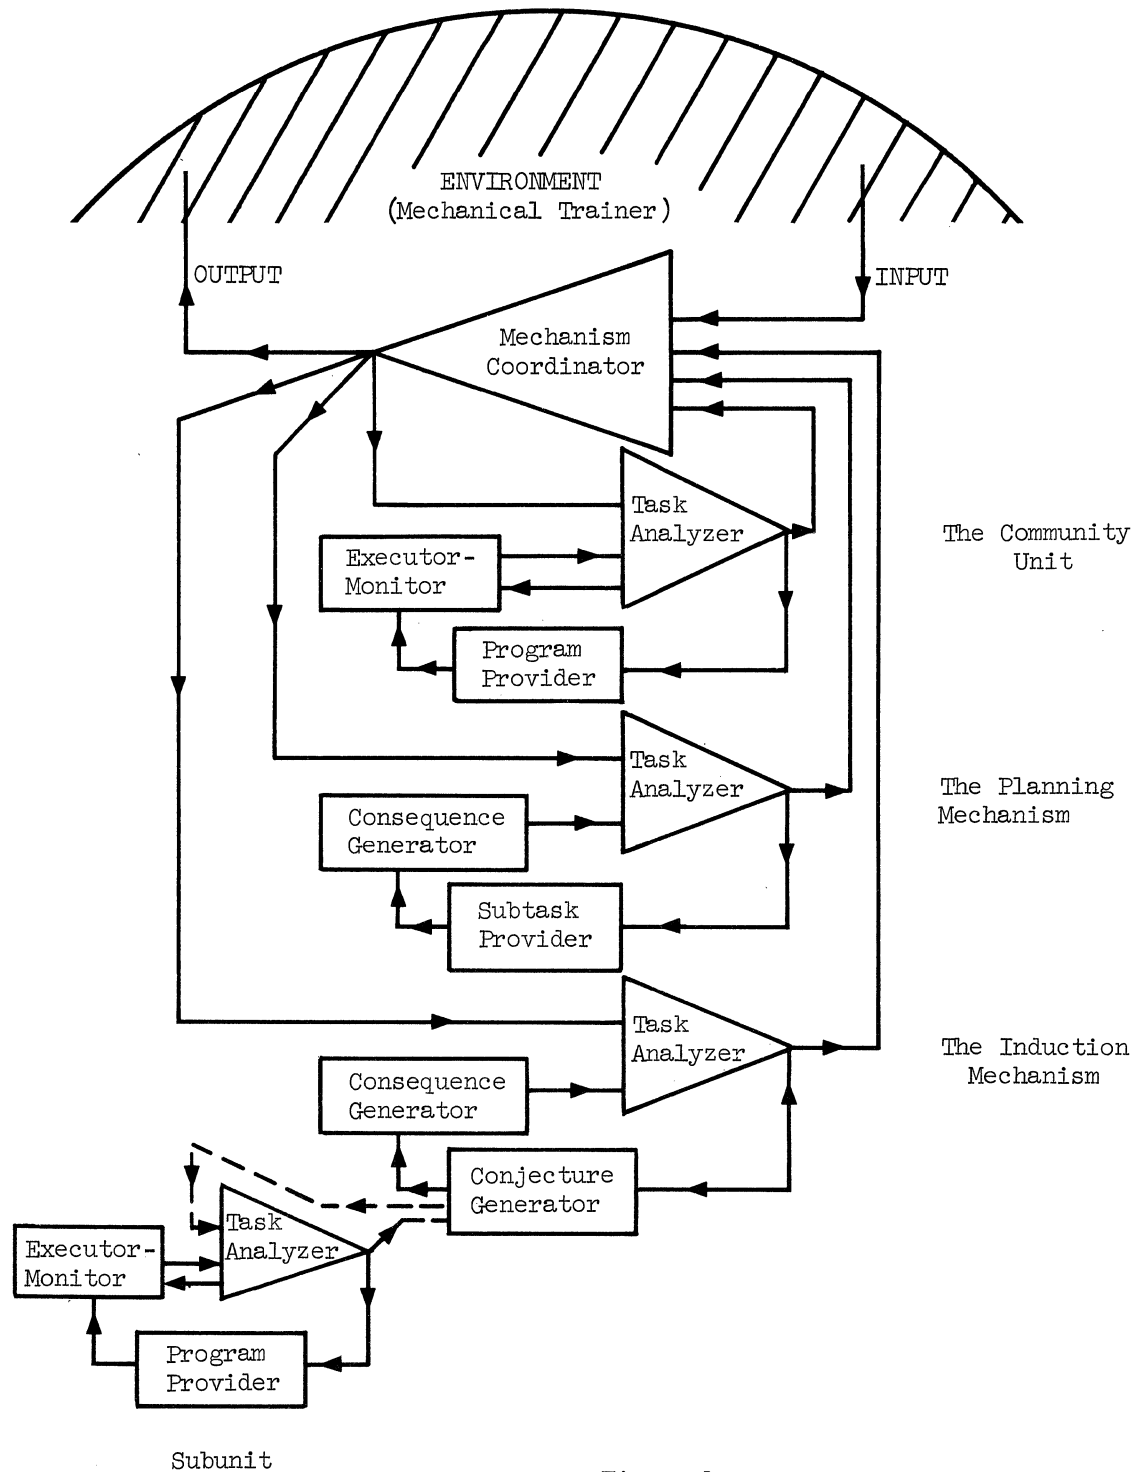 ENVIRONMENT
(Mechanical Trainer)
OUTPUT
INPUT
Mechanism
Coordinator
Task
Analyzer
The Community
Unit
Executor-
Monitor
Program
Provider
Task
Analyzer
The Planning
Mechanism
Consequence
Generator
Subtask
Provider
Task
Analyzer
The Induction
Mechanism
Consequence
Generator
Conjecture
Generator
Task
Analyzer
Executor-
Monitor
Program
Provider
Subunit